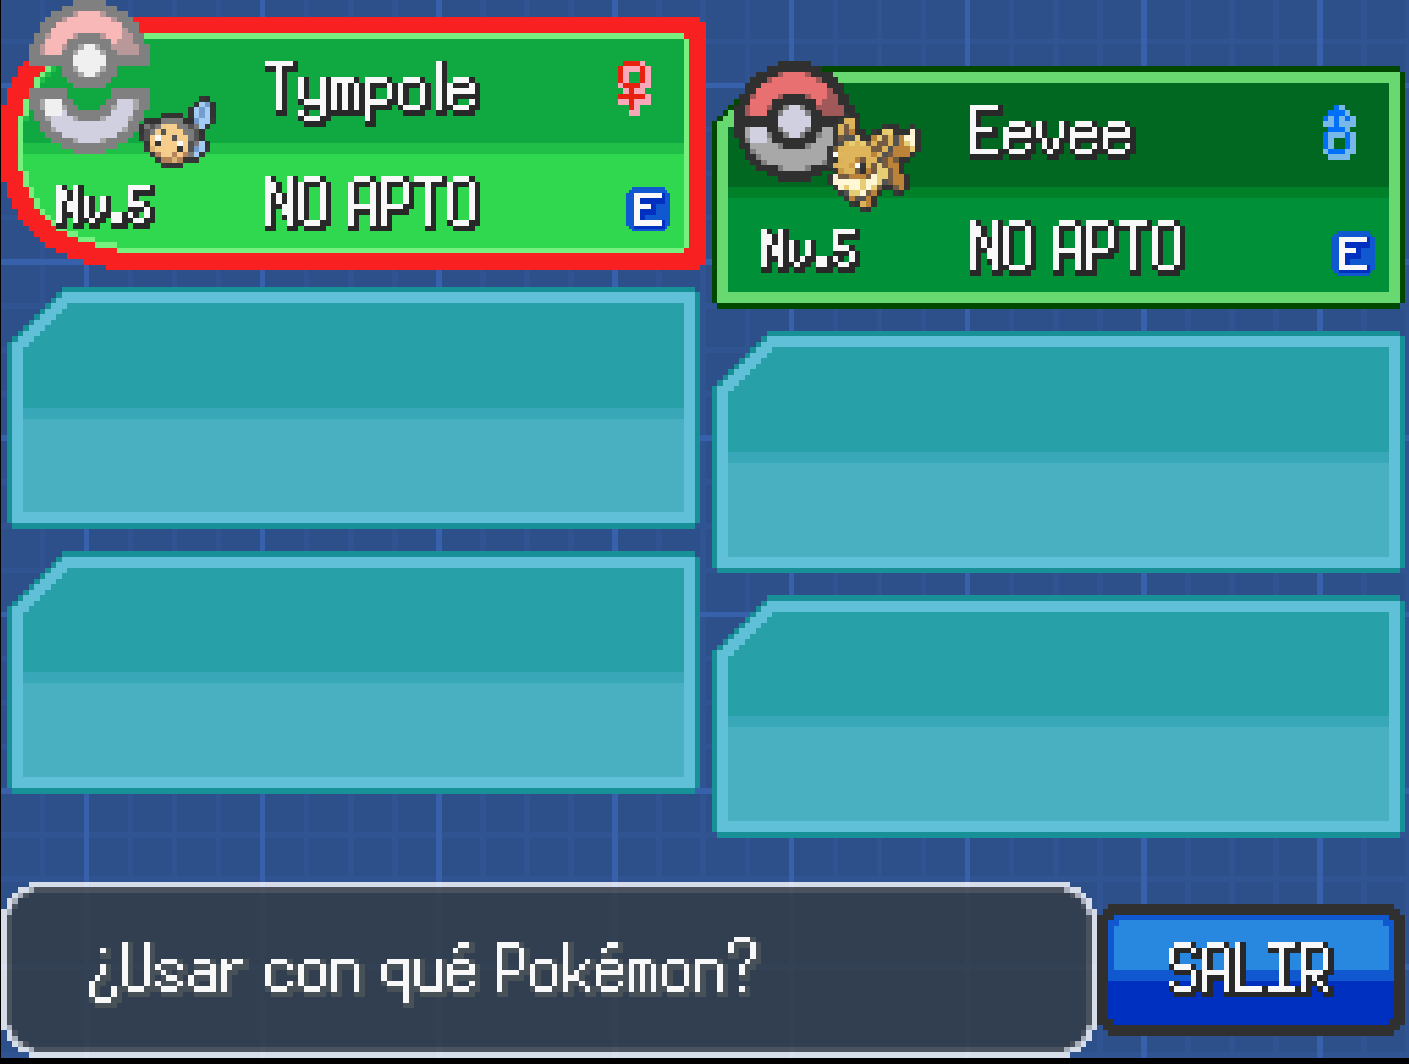 Tympole ♀
Nv.5 NO APTO E
Eevee ♂
Nv.5 NO APTO E
¿Usar con qué Pokémon?
SALIR